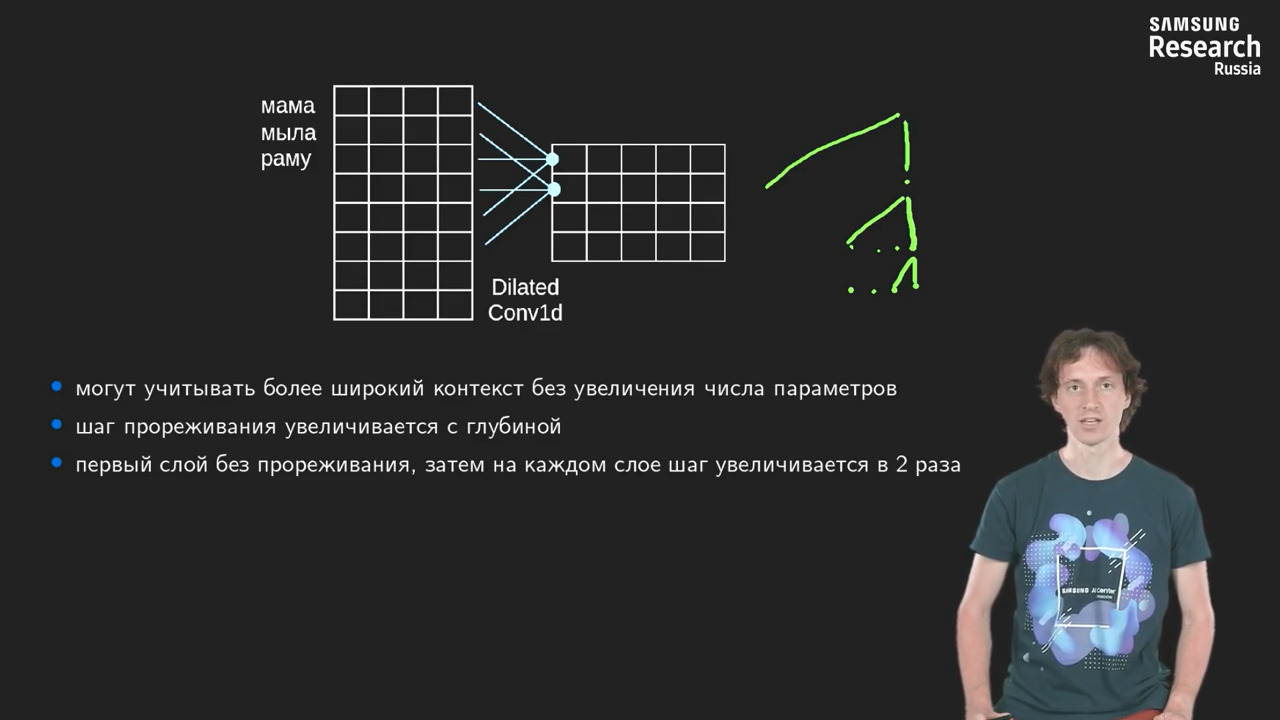 SAMSUNG
Research
Russia
мама
мыла
раму
Dilated
Conv1d
могут учитывать более широкий контекст без увеличения числа параметров
шаг прореживания увеличивается с глубиной
первый слой без прореживания, затем на каждом слое шаг увеличивается в 2 раза
SAMSUNG AI Center